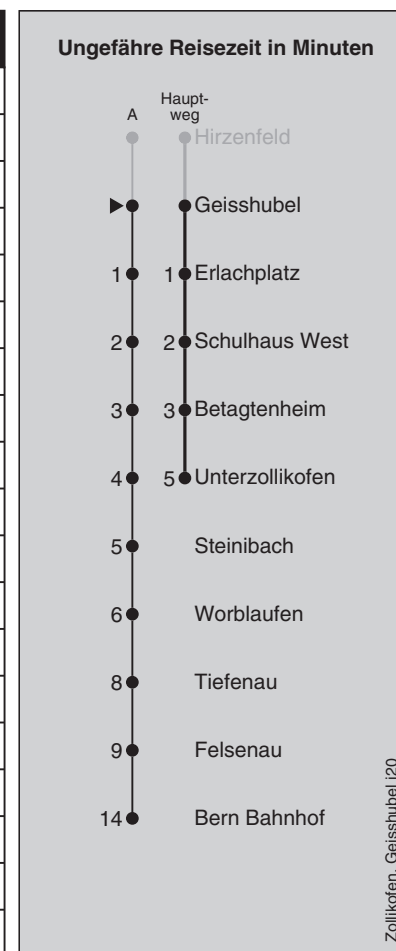 Ungefähre Reisezeit in Minuten
A Haupt-
weg
Hirzenfeld
Geisshubel
1 1 Erlachplatz
2 2 Schulhaus West
3 3 Betagtenheim
4 5 Unterzollikofen
5 Steinibach
6 Worblaufen
8 Tiefenau
9 Felsenau
14 Bern Bahnhof
Zollikofen, Geisshubel i20